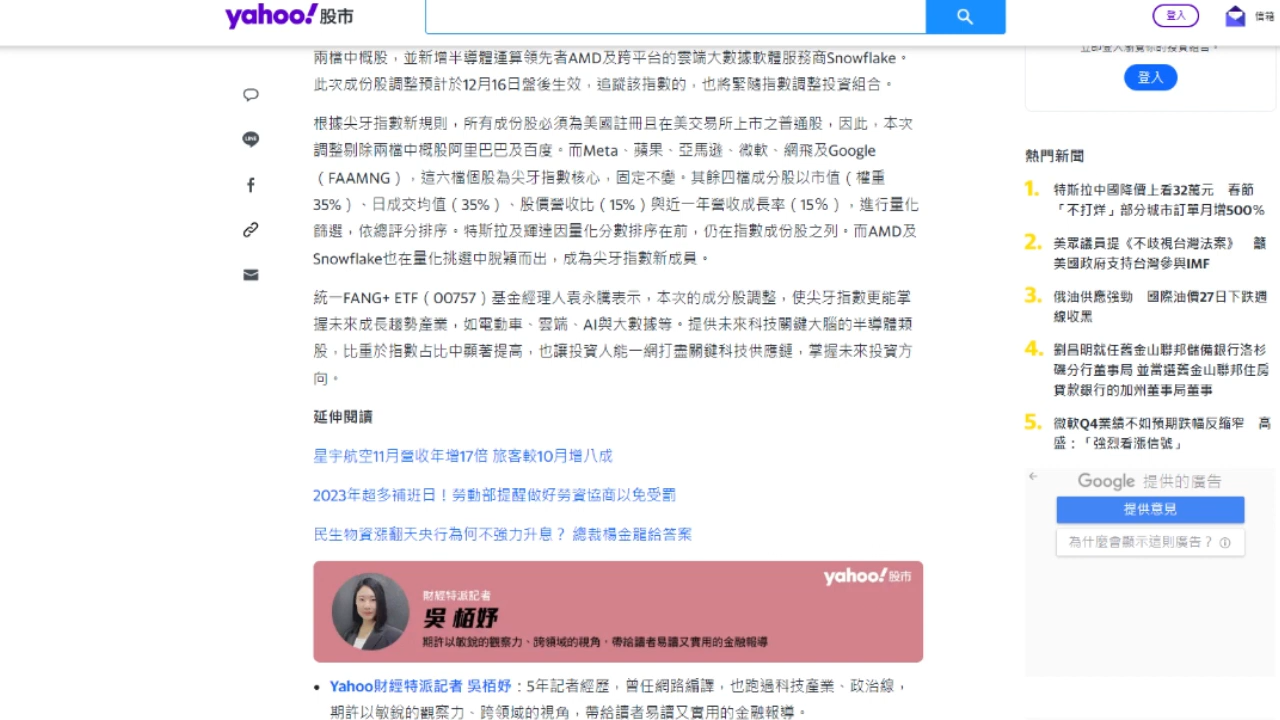 yahoo!股市
登入
信箱
兩檔中概股，並新增半導體運算領先者AMD及跨平台的雲端大數據軟體服務商Snowflake。
此次成份股調整預計於12月16日盤後生效，追蹤該指數的，也將緊隨指數調整投資組合。
根據尖牙指數新規則，所有成份股必須為美國註冊且在美交易所上市之普通股，因此，本次
調整剔除兩檔中概股阿里巴巴及百度。而Meta、蘋果、亞馬遜、微軟、網飛及Google
（FAAMNG），這六檔個股為尖牙指數核心，固定不變。其餘四檔成分股以市值（權重
35%）、日成交均值（35%）、股價營收比（15%）與近一年營收成長率（15%），進行量化
篩選，依總評分排序。特斯拉及輝達因量化分數排序在前，仍在指數成份股之列。而AMD及
Snowflake也在量化挑選中脫穎而出，成為尖牙指數新成員。
統一FANG+ ETF（00757）基金經理人袁永騰表示，本次的成分股調整，使尖牙指數更能掌
握未來成長趨勢產業，如電動車、雲端、AI與大數據等。提供未來科技關鍵大腦的半導體類
股，比重於指數占比中顯著提高，也讓投資人能一網打盡關鍵科技供應鏈，掌握未來投資方
向。
延伸閱讀
星宇航空11月營收年增17倍 旅客較10月增八成
2023年超多補班日！勞動部提醒做好勞資協商以免受罰
民生物資漲翻天央行為何不強力升息？ 總裁楊金龍給答案
yahoo!股市
財經特派記者
吳 栢妤
期許以敏銳的觀察力、跨領域的視角，帶給讀者易讀又實用的金融報導
• Yahoo財經特派記者 吳栢妤：5年記者經歷，曾任網路編譯，也跑過科技產業、政治線，
期許以敏銳的觀察力、跨領域的視角，帶給讀者易讀又實用的金融報導。
立即登入瀏覽你的投資組合。
登入
熱門新聞
1. 特斯拉中國降價上看32萬元　春節
「不打烊」部分城市訂單月增500%
2. 美眾議員提《不歧視台灣法案》　籲
美國政府支持台灣參與IMF
3. 俄油供應強勁　國際油價27日下跌週
線收黑
4. 劉昌明就任舊金山聯邦儲備銀行洛杉
磯分行董事局 並當選舊金山聯邦住房
貸款銀行的加州董事局董事
5. 微軟Q4業績不如預期跌幅反縮窄　高
盛：「強烈看漲信號」
Google 提供的廣告
提供意見
為什麼會顯示這則廣告？
LINE